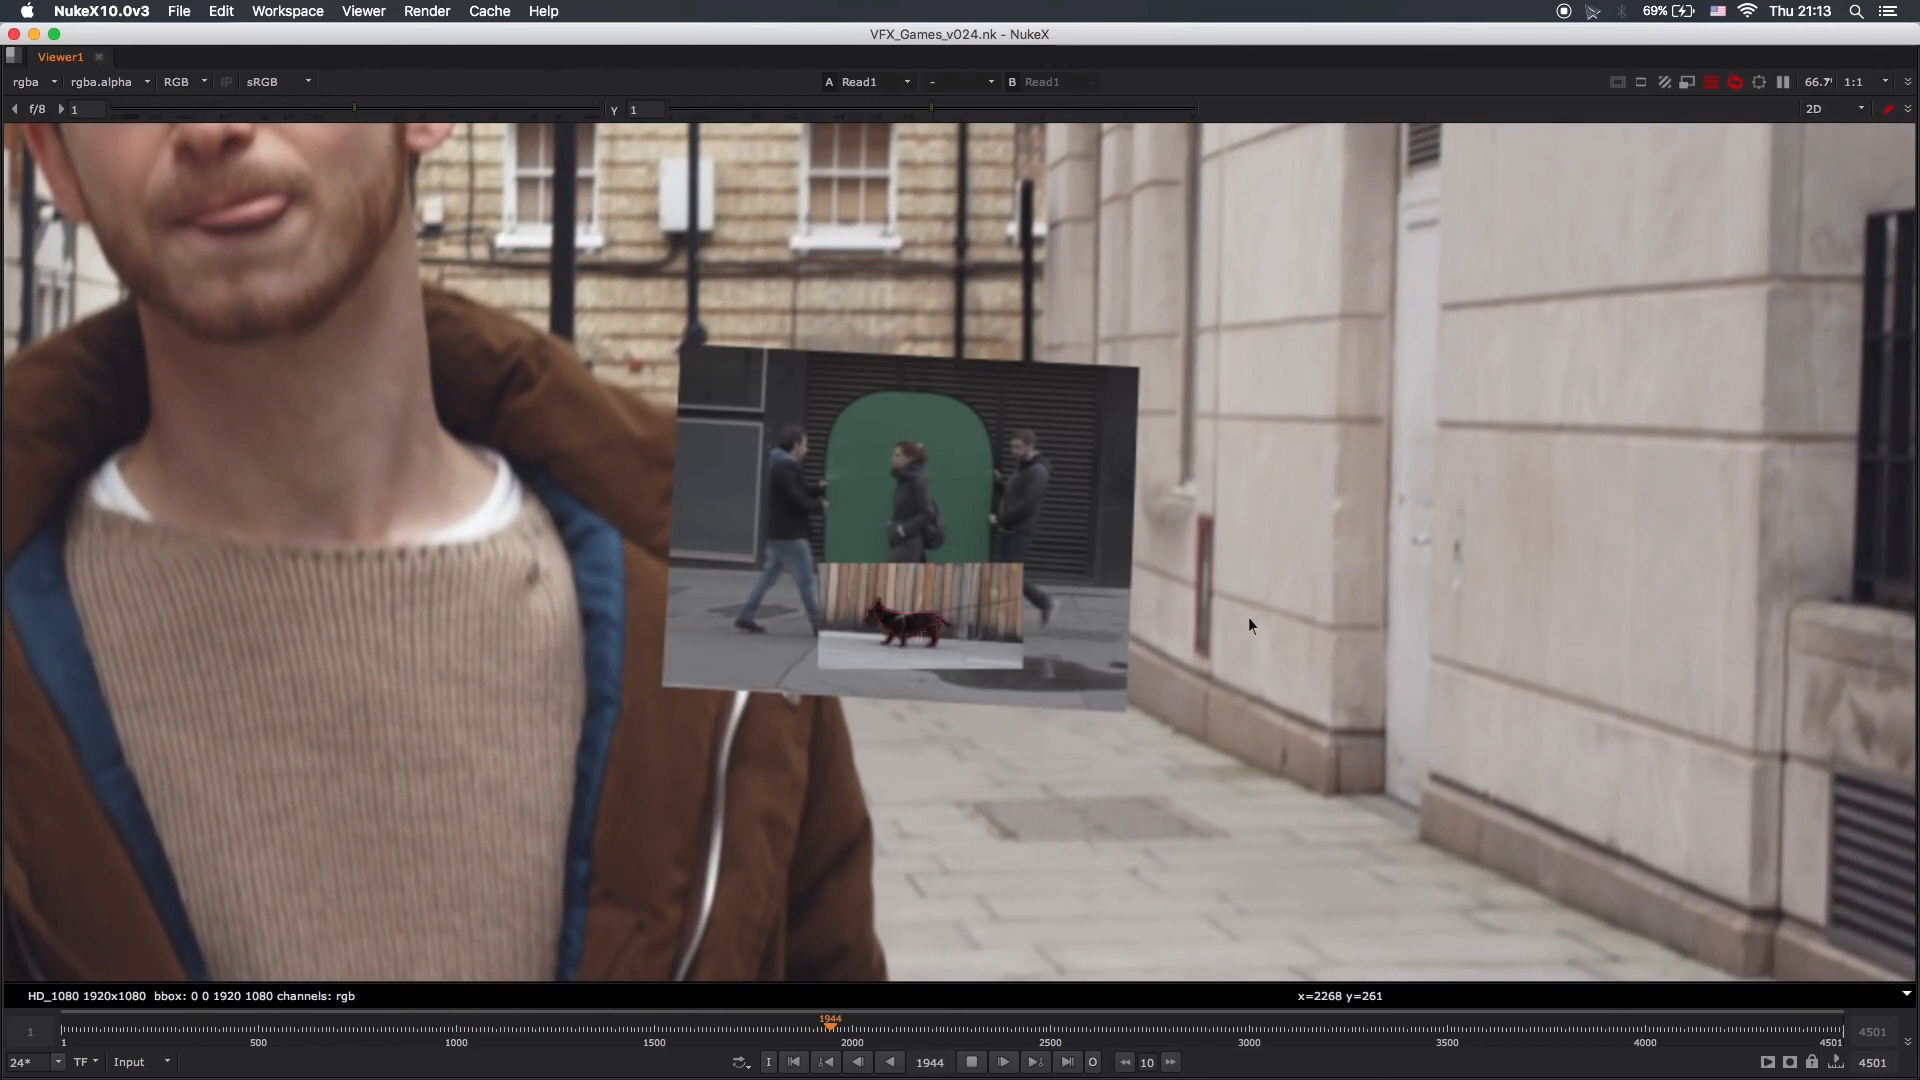 NukeX10.0v3 File Edit Workspace Viewer Render Cache Help 69% Thu 21:13
VFX_Games_v024.nk - NukeX
Viewer1
rgba rgba.alpha RGB IP sRGB A Read1 - B Read1 1:1
f/8 1 Y 1 2D
HD_1080 1920x1080 bbox: 0 0 1920 1080 channels: rgb x=2268 y=261
1944
1 4501
1 500 1000 1500 2000 2500 3000 3500 4000 4501
24* TF Input I 1944 O 10 4501